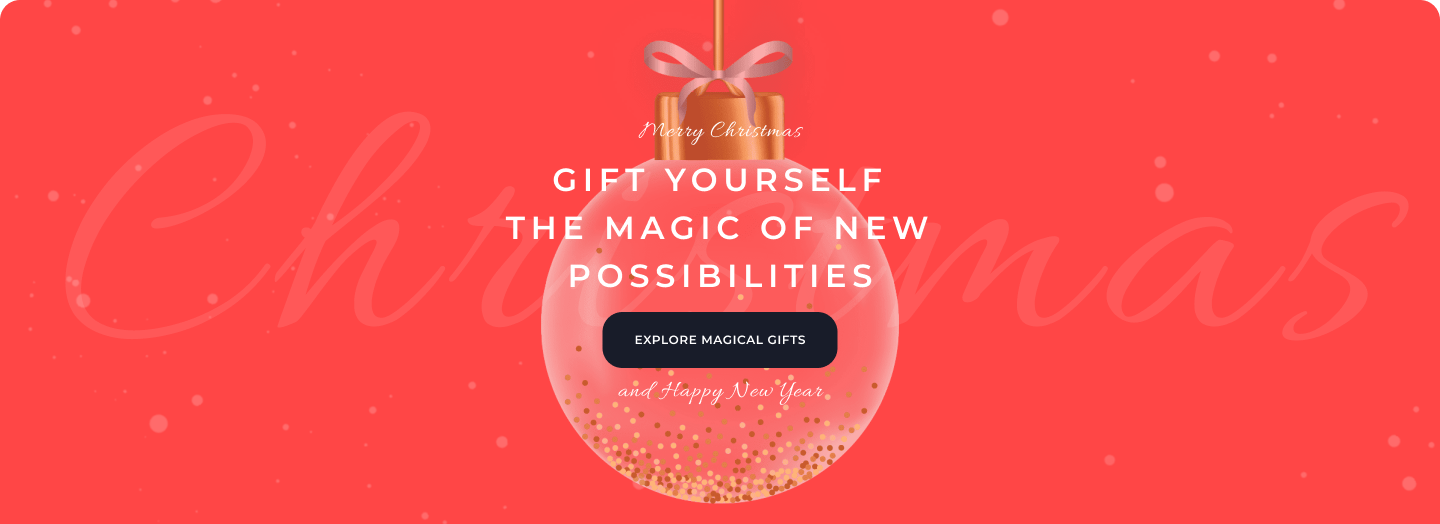 Christmas
Merry Christmas
GIFT YOURSELF
THE MAGIC OF NEW
POSSIBILITIES
EXPLORE MAGICAL GIFTS
and Happy New Year